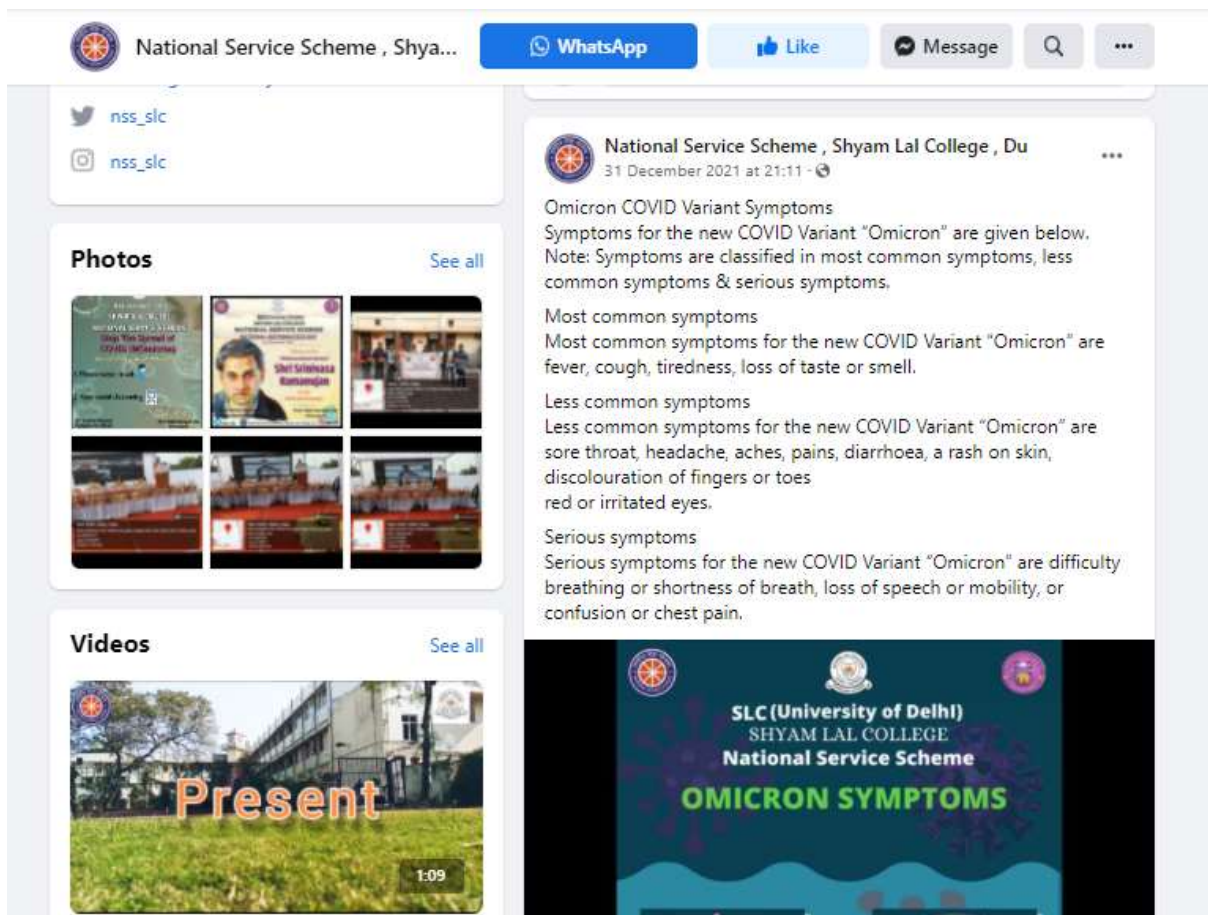 National Service Scheme , Shya...
WhatsApp
Like
Message
nss_slc
nss_slc
Photos
See all
Stop The Spread of
Shri Srinivasa
Ramanujan
Videos
See all
Present
1:09
National Service Scheme , Shyam Lal College , Du
31 December 2021 at 21:11
Omicron COVID Variant Symptoms
Symptoms for the new COVID Variant “Omicron” are given below.
Note: Symptoms are classified in most common symptoms, less
common symptoms & serious symptoms.
Most common symptoms
Most common symptoms for the new COVID Variant “Omicron” are
fever, cough, tiredness, loss of taste or smell.
Less common symptoms
Less common symptoms for the new COVID Variant “Omicron” are
sore throat, headache, aches, pains, diarrhoea, a rash on skin,
discolouration of fingers or toes
red or irritated eyes.
Serious symptoms
Serious symptoms for the new COVID Variant “Omicron” are difficulty
breathing or shortness of breath, loss of speech or mobility, or
confusion or chest pain.
SLC (University of Delhi)
SHYAM LAL COLLEGE
National Service Scheme
OMICRON SYMPTOMS